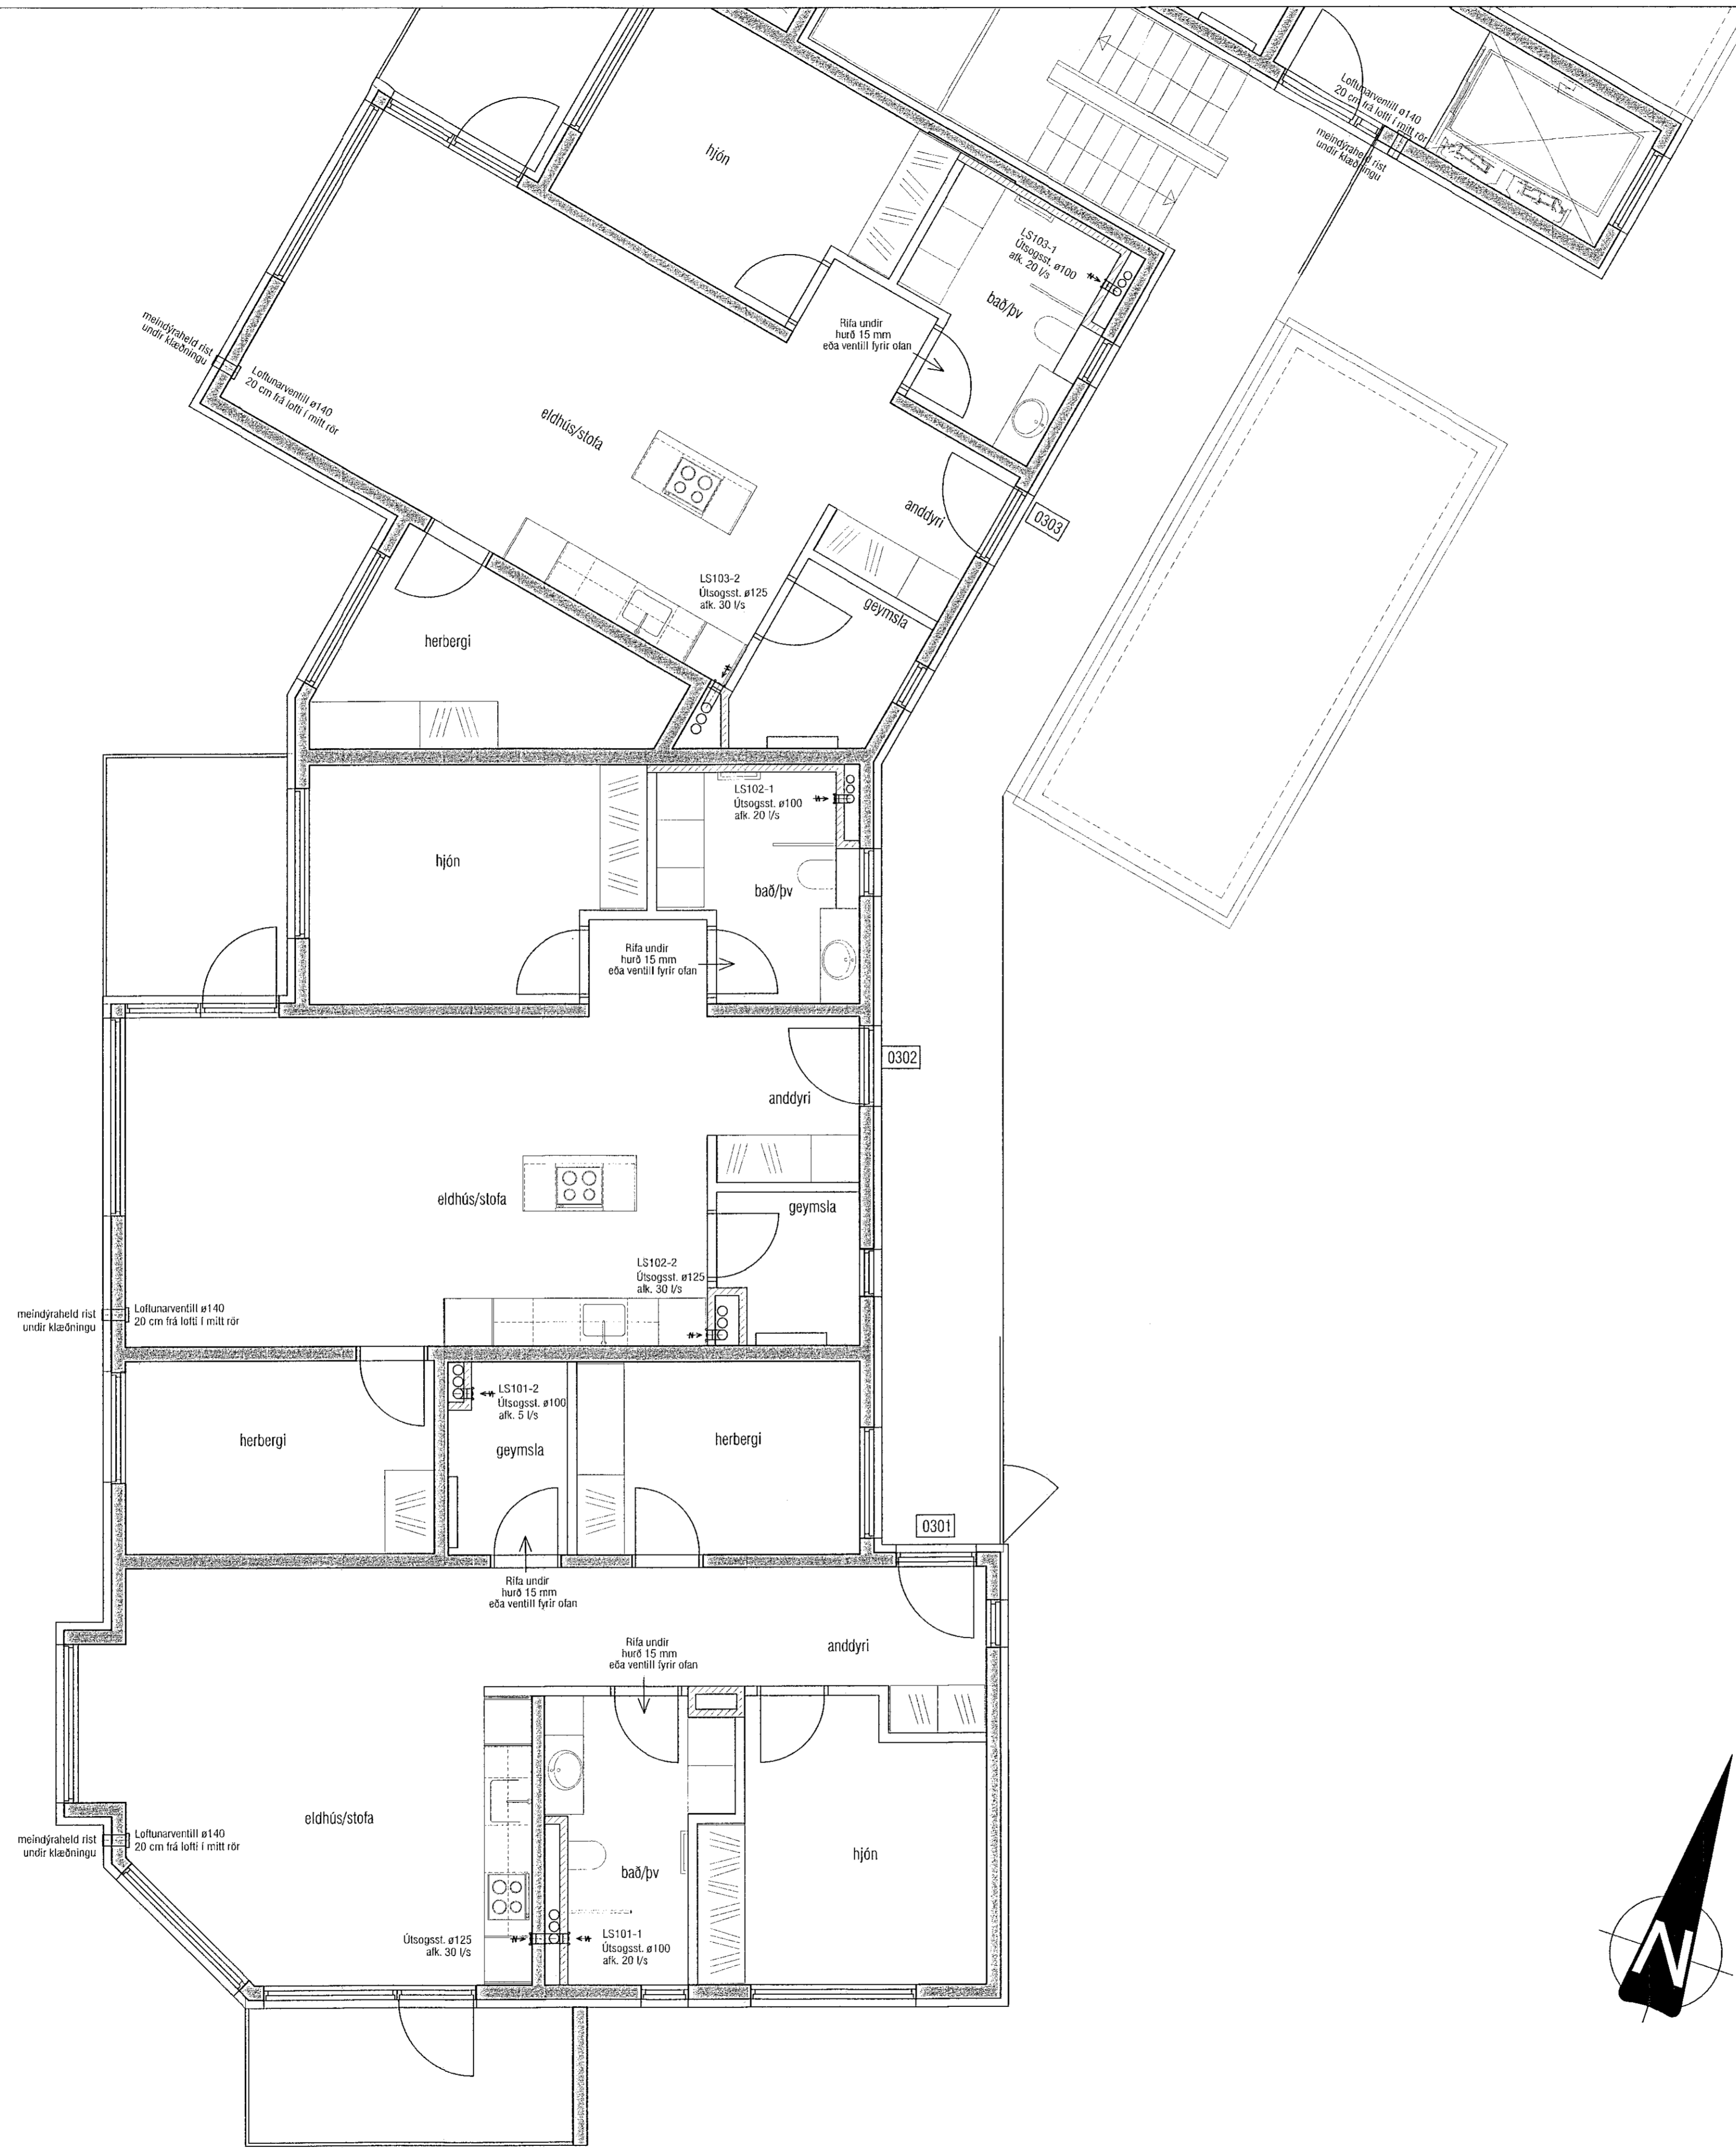 Loftunarventill ø140
20 cm frá lofti í mitt rör
meindýraheld rist
undir klæðningu
hjón
LS103-1
Útsogsst. ø100
afk. 20 l/s
bað/þv
Rifa undir
hurð 15 mm
eða ventill fyrir ofan
meindýraheld rist
undir klæðningu
Loftunarventill ø140
20 cm frá lofti í mitt rör
eldhús/stofa
anddyri
0303
LS103-2
Útsogsst. ø125
afk. 30 l/s
geymsla
herbergi
LS102-1
Útsogsst. ø100
afk. 20 l/s
hjón
bað/þv
Rifa undir
hurð 15 mm
eða ventill fyrir ofan
0302
anddyri
eldhús/stofa
geymsla
LS102-2
Útsogsst. ø125
afk. 30 l/s
meindýraheld rist
undir klæðningu
Loftunarventill ø140
20 cm frá lofti í mitt rör
LS101-2
Útsogsst. ø100
afk. 5 l/s
herbergi
geymsla
herbergi
0301
Rifa undir
hurð 15 mm
eða ventill fyrir ofan
Rifa undir
hurð 15 mm
eða ventill fyrir ofan
anddyri
eldhús/stofa
meindýraheld rist
undir klæðningu
Loftunarventill ø140
20 cm frá lofti í mitt rör
hjón
bað/þv
Útsogsst. ø125
afk. 30 l/s
LS101-1
Útsogsst. ø100
afk. 20 l/s
N